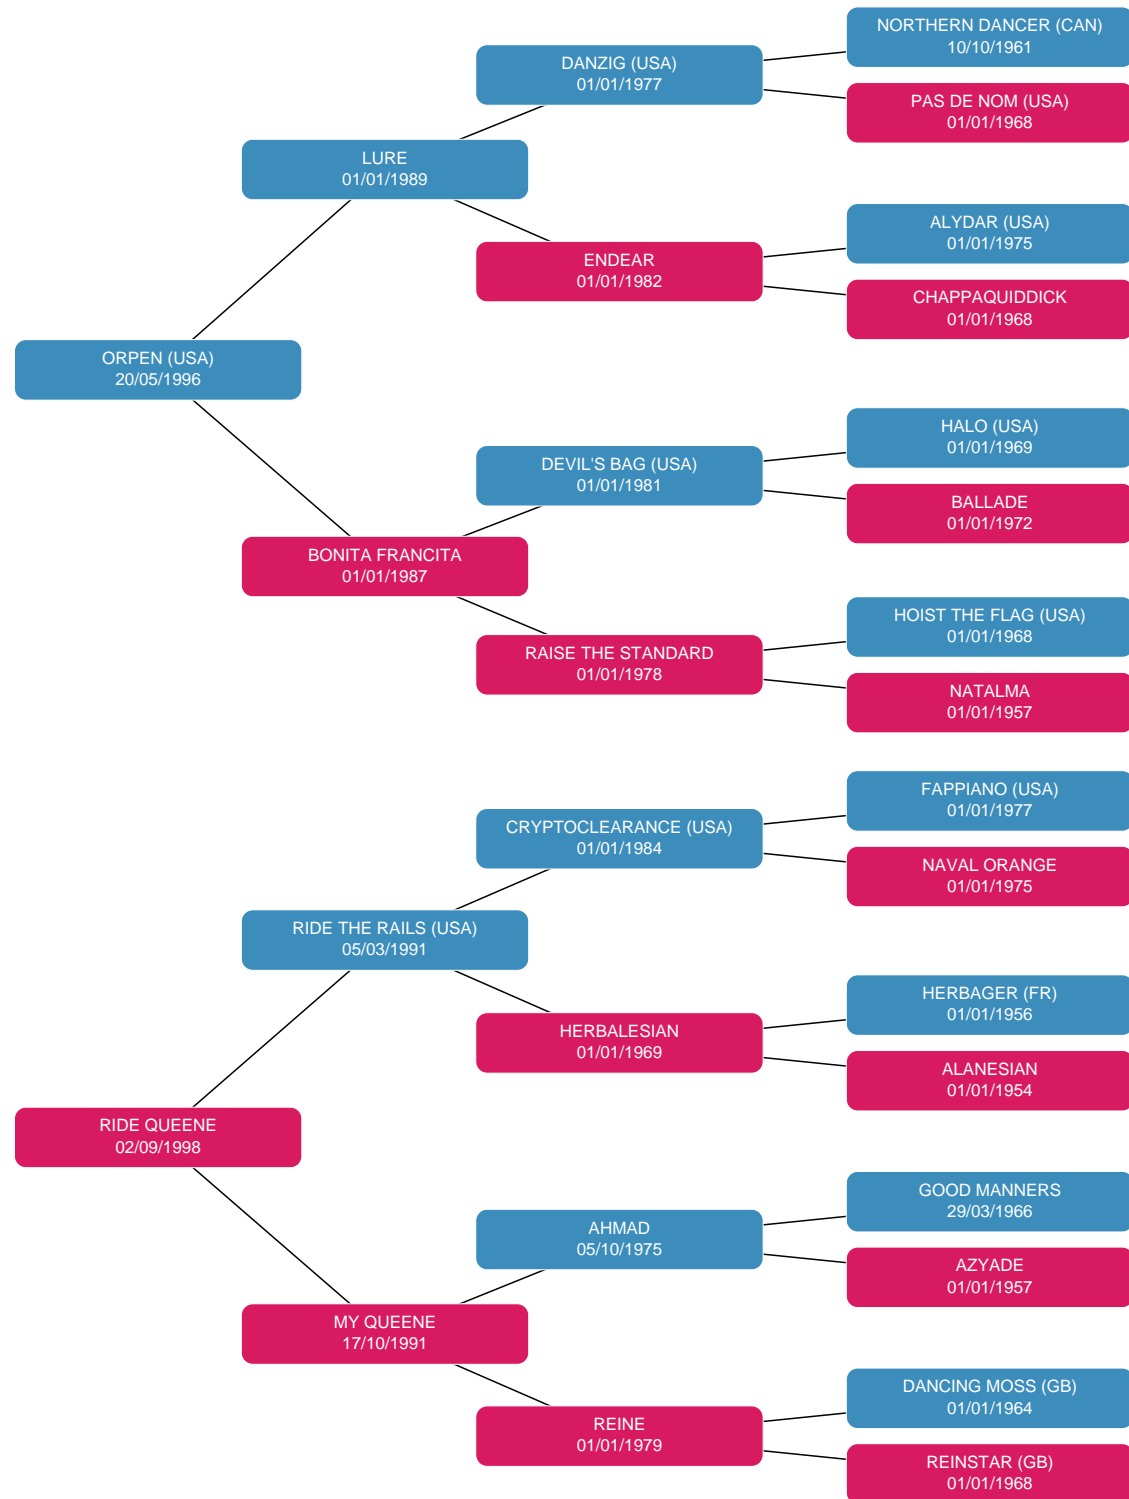 NORTHERN DANCER (CAN)
10/10/1961
DANZIG (USA)
01/01/1977
PAS DE NOM (USA)
01/01/1968
LURE
01/01/1989
ALYDAR (USA)
01/01/1975
ENDEAR
01/01/1982
CHAPPAQUIDDICK
01/01/1968
ORPEN (USA)
20/05/1996
HALO (USA)
01/01/1969
DEVIL'S BAG (USA)
01/01/1981
BALLADE
01/01/1972
BONITA FRANCITA
01/01/1987
HOIST THE FLAG (USA)
01/01/1968
RAISE THE STANDARD
01/01/1978
NATALMA
01/01/1957
FAPPIANO (USA)
01/01/1977
CRYPTOCLEARANCE (USA)
01/01/1984
NAVAL ORANGE
01/01/1975
RIDE THE RAILS (USA)
05/03/1991
HERBAGER (FR)
01/01/1956
HERBALESIAN
01/01/1969
ALANESIAN
01/01/1954
RIDE QUEENE
02/09/1998
GOOD MANNERS
29/03/1966
AHMAD
05/10/1975
AZYADE
01/01/1957
MY QUEENE
17/10/1991
DANCING MOSS (GB)
01/01/1964
REINE
01/01/1979
REINSTAR (GB)
01/01/1968